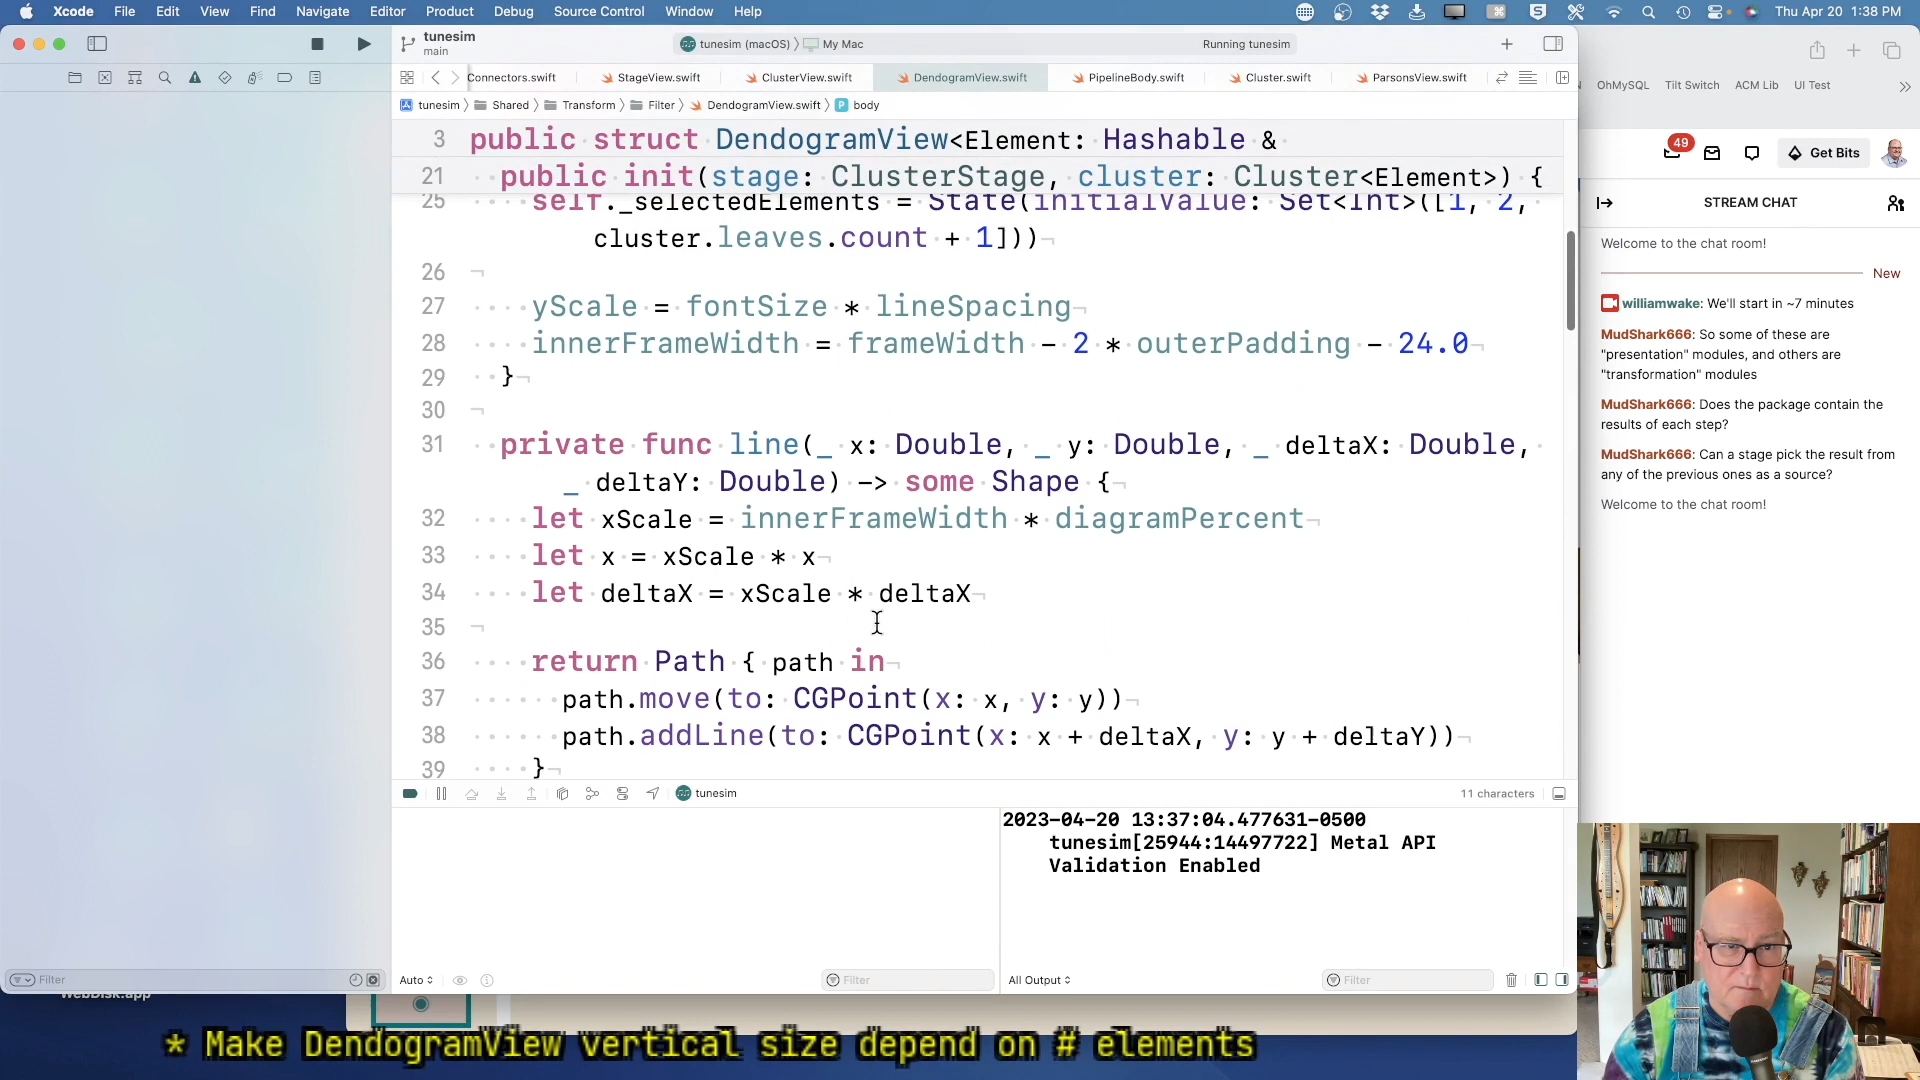 Xcode File Edit View Find Navigate Editor Product Debug Source Control Window Help Thu Apr 20 1:38 PM
tunesim
main
tunesim (macOS) My Mac Running tunesim
Connectors.swift StageView.swift ClusterView.swift DendogramView.swift PipelineBody.swift Cluster.swift ParsonsView.swift
tunesim Shared Transform Filter DendogramView.swift P body
3 public struct DendogramView<Element: Hashable &
21 public init(stage: ClusterStage, cluster: Cluster<Element>) {
25 self._selectedElements = State(initialValue: Set<Int>([1, 2,
cluster.leaves.count + 1]))¬
26 ¬
27 yScale = fontSize * lineSpacing¬
28 innerFrameWidth = frameWidth - 2 * outerPadding - 24.0¬
29 }¬
30 ¬
31 private func line(_ x: Double, _ y: Double, _ deltaX: Double,
_ deltaY: Double) -> some Shape {¬
32 let xScale = innerFrameWidth * diagramPercent¬
33 let x = xScale * x¬
34 let deltaX = xScale * deltaX¬
35 ¬
36 return Path { path in¬
37 path.move(to: CGPoint(x: x, y: y))¬
38 path.addLine(to: CGPoint(x: x + deltaX, y: y + deltaY))¬
39 }¬
tunesim 11 characters
2023-04-20 13:37:04.477631-0500
tunesim[25944:14497722] Metal API
Validation Enabled
Filter
Auto
Filter
All Output
Filter
WebDisk.app
* Make DendogramView vertical size depend on # elements
OhMySQL Tilt Switch ACM Lib UI Test
49
Get Bits
STREAM CHAT
Welcome to the chat room!
New
williamwake: We'll start in ~7 minutes
MudShark666: So some of these are
"presentation" modules, and others are
"transformation" modules
MudShark666: Does the package contain the
results of each step?
MudShark666: Can a stage pick the result from
any of the previous ones as a source?
Welcome to the chat room!